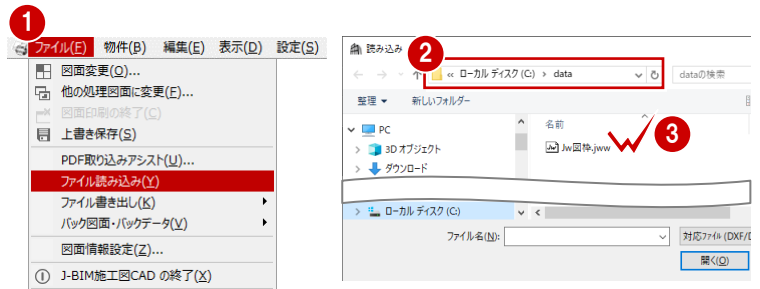 1
ファイル(F) 物件(B) 編集(E) 表示(D) 設定(S)
図面変更(O)...
他の処理図面に変更(F)...
図面印刷の終了(C)
上書き保存(S)
PDF取り込みアシスト(U)...
ファイル読み込み(Y)
ファイル書き出し(K)
バック図面・バックデータ(V)
図面情報設定(Z)...
J-BIM施工図CAD の終了(X)
読み込み
2
« ローカル ディスク (C:) › data
dataの検索
整理 新しいフォルダー
PC
3D オブジェクト
ダウンロード
ローカル ディスク (C:)
名前
Jw図枠.jww
3
ファイル名(N):
対応ファイル (DXF/D
開く(O)